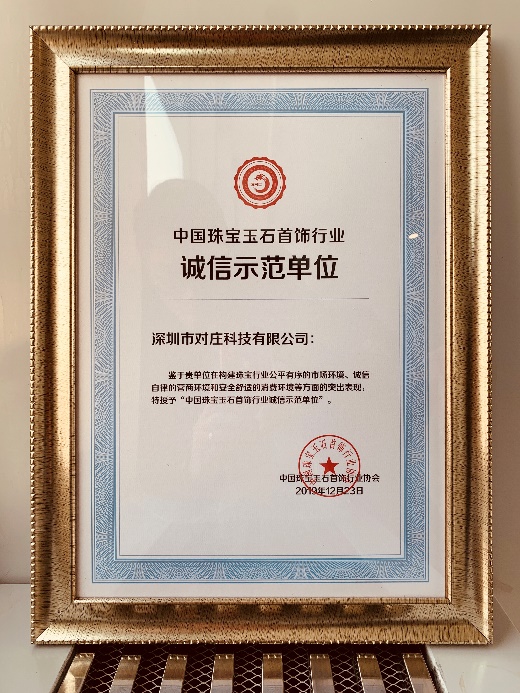 中国珠宝玉石首饰行业
诚信示范单位
深圳市对庄科技有限公司：
鉴于贵单位在构建珠宝行业公平有序的市场环境、诚信
自律的营商环境和安全舒适的消费环境等方面的突出表现，
特授予“中国珠宝玉石首饰行业诚信示范单位”。
中国珠宝玉石首饰行业协会
2019年12月23日